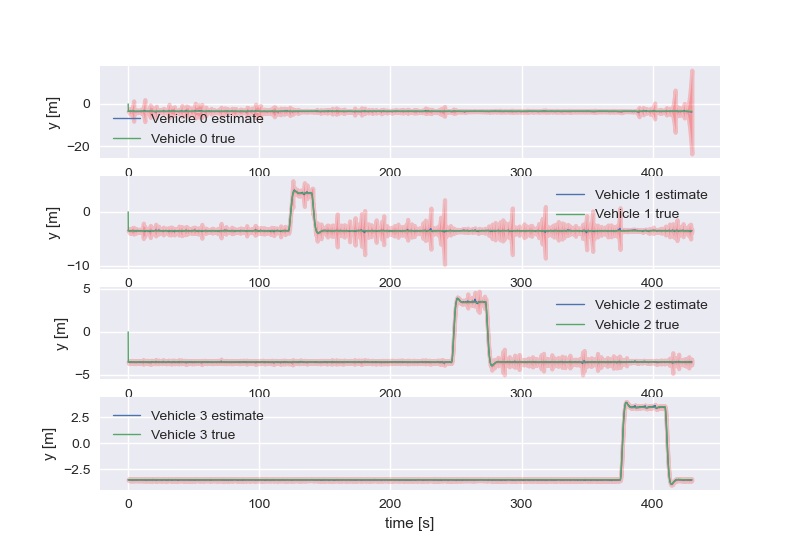 0
−20
y [m]
Vehicle 0 estimate
Vehicle 0 true
0 100 200 300 400
0
−10
y [m]
Vehicle 1 estimate
Vehicle 1 true
0 100 200 300 400
5
0
−5
y [m]
Vehicle 2 estimate
Vehicle 2 true
0 100 200 300 400
2.5
0.0
−2.5
y [m]
Vehicle 3 estimate
Vehicle 3 true
0 100 200 300 400
time [s]